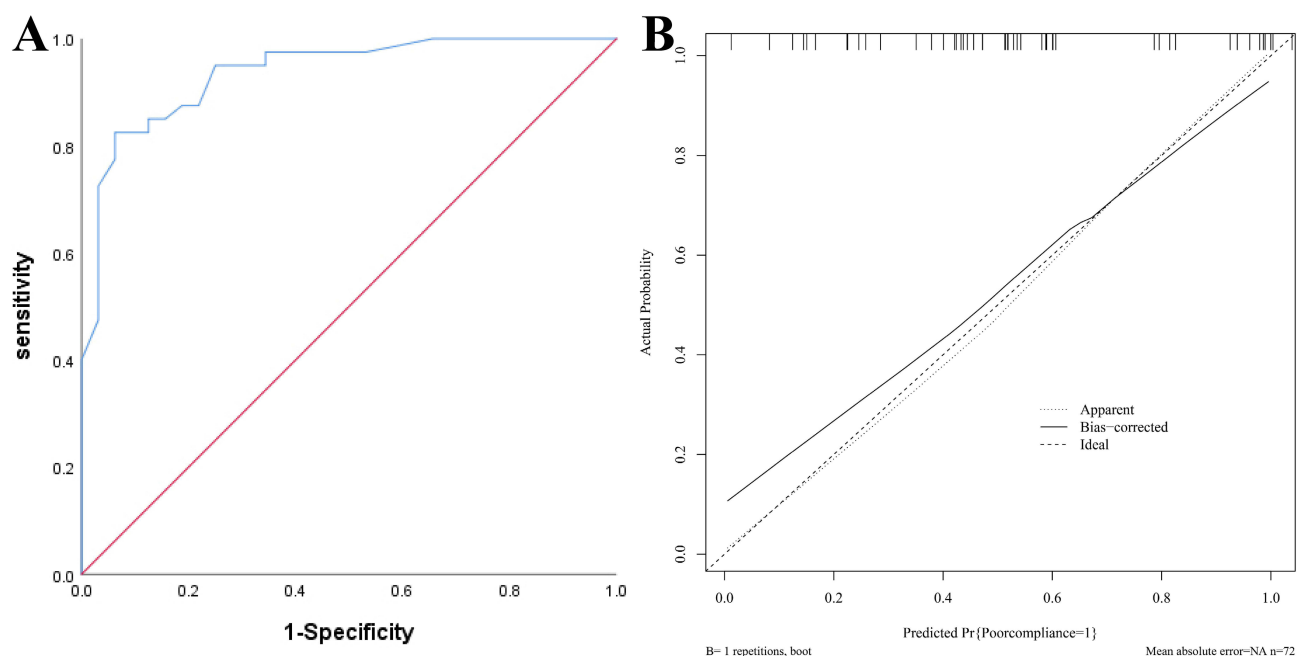 A
1.0
0.8
0.6
0.4
0.2
0.0
sensitivity
0.0 0.2 0.4 0.6 0.8 1.0
1-Specificity
B
1.0
0.8
0.6
0.4
0.2
0.0
Actual Probability
Apparent
Bias−corrected
Ideal
0.0 0.2 0.4 0.6 0.8 1.0
Predicted Pr{Poorcompliance=1}
B= 1 repetitions, boot
Mean absolute error=NA n=72